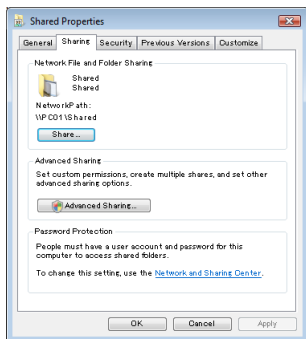 Shared Properties
General Sharing Security Previous Versions Customize
Network File and Folder Sharing
Shared
Shared
Network Path:
\\PC01\Shared
Share...
Advanced Sharing
Set custom permissions, create multiple shares, and set other
advanced sharing options.
Advanced Sharing...
Password Protection
People must have a user account and password for this
computer to access shared folders.
To change this setting, use the Network and Sharing Center.
OK Cancel Apply